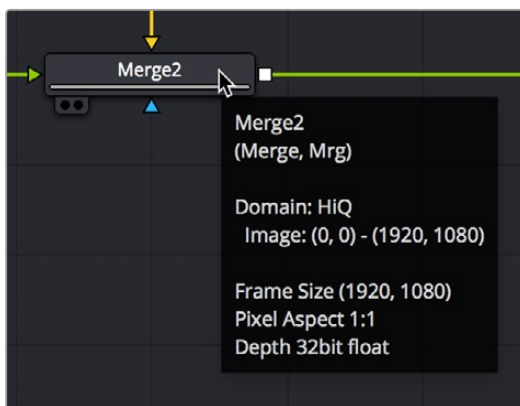 Merge2
Merge2
(Merge, Mrg)
Domain: HiQ
Image: (0, 0) - (1920, 1080)
Frame Size (1920, 1080)
Pixel Aspect 1:1
Depth 32bit float